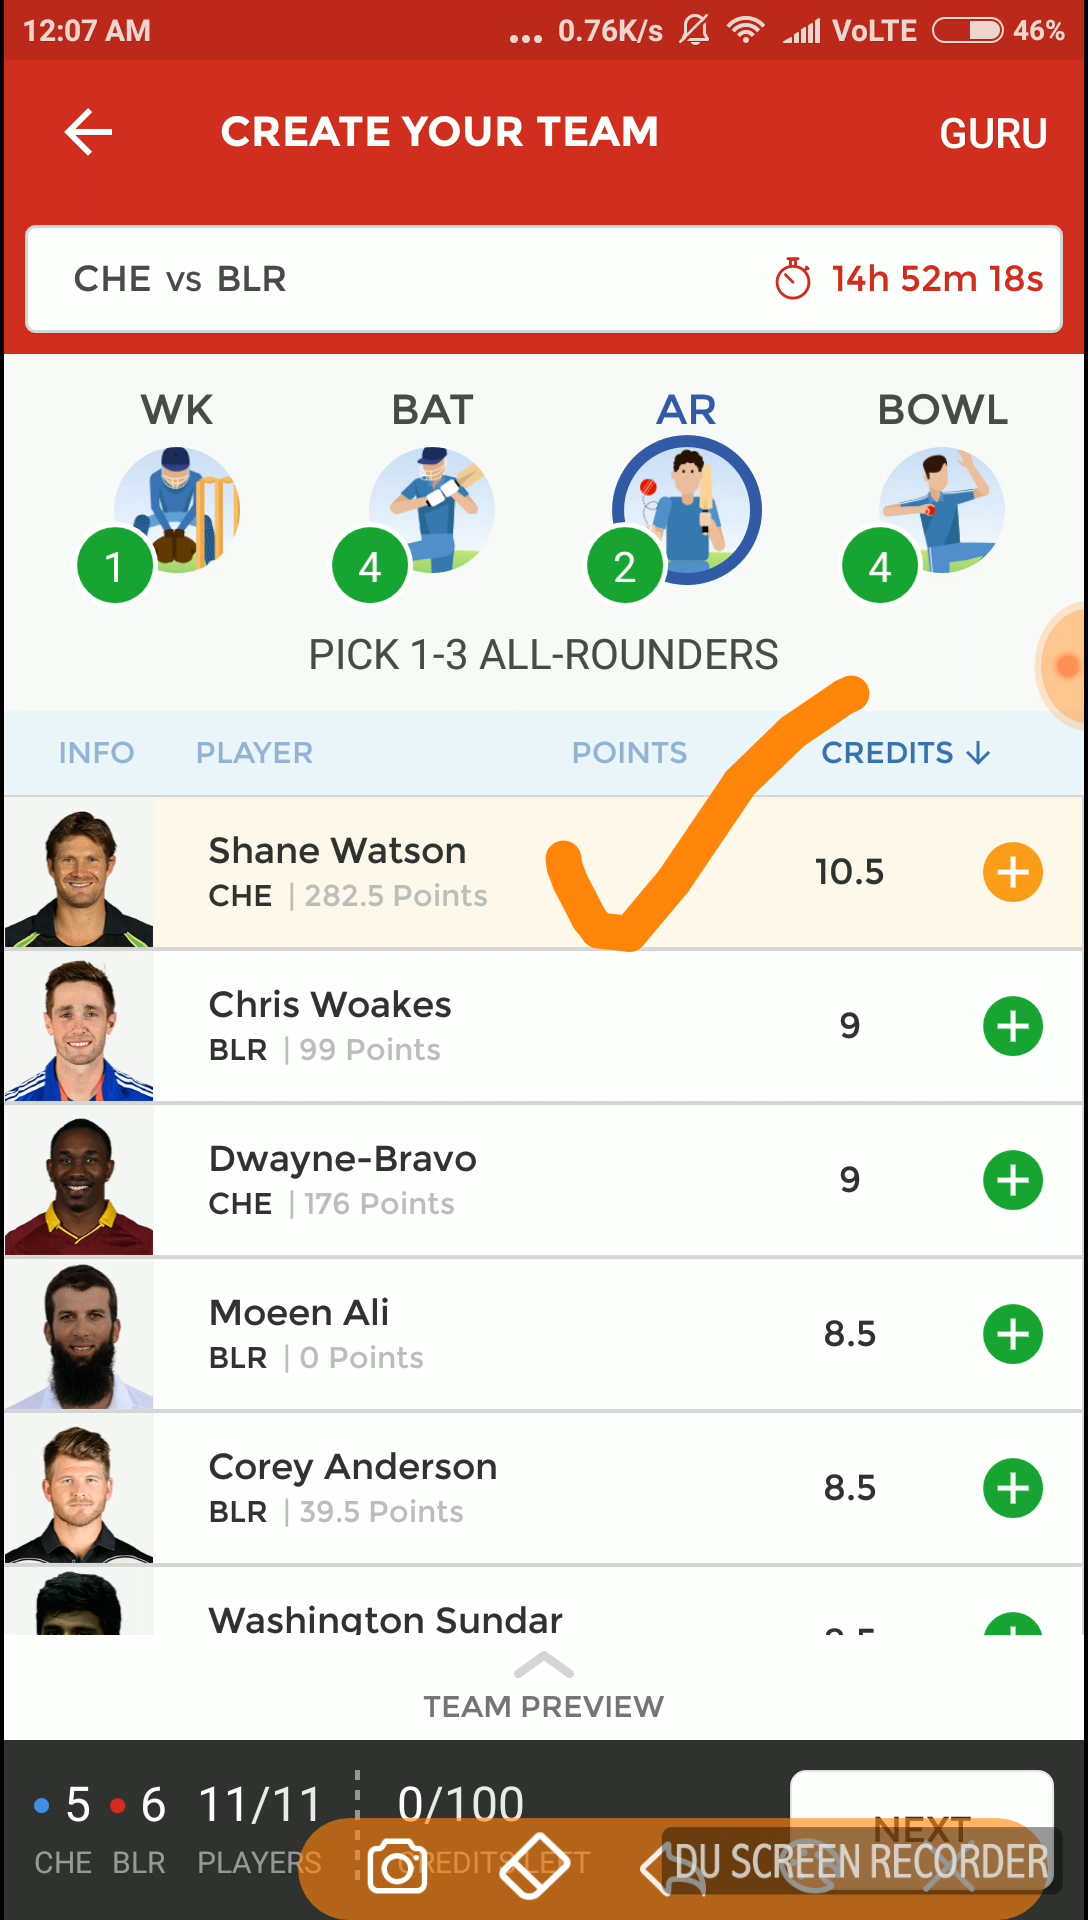 12:07 AM ... 0.76K/s VoLTE 46%
CREATE YOUR TEAM GURU
CHE vs BLR 14h 52m 18s
WK BAT AR BOWL
1 4 2 4
PICK 1-3 ALL-ROUNDERS
INFO PLAYER POINTS CREDITS
Shane Watson
CHE | 282.5 Points 10.5
Chris Woakes
BLR | 99 Points 9
Dwayne-Bravo
CHE | 176 Points 9
Moeen Ali
BLR | 0 Points 8.5
Corey Anderson
BLR | 39.5 Points 8.5
Washington Sundar
TEAM PREVIEW
5 6 11/11 0/100 NEXT
CHE BLR PLAYERS CREDITS LEFT
DU SCREEN RECORDER